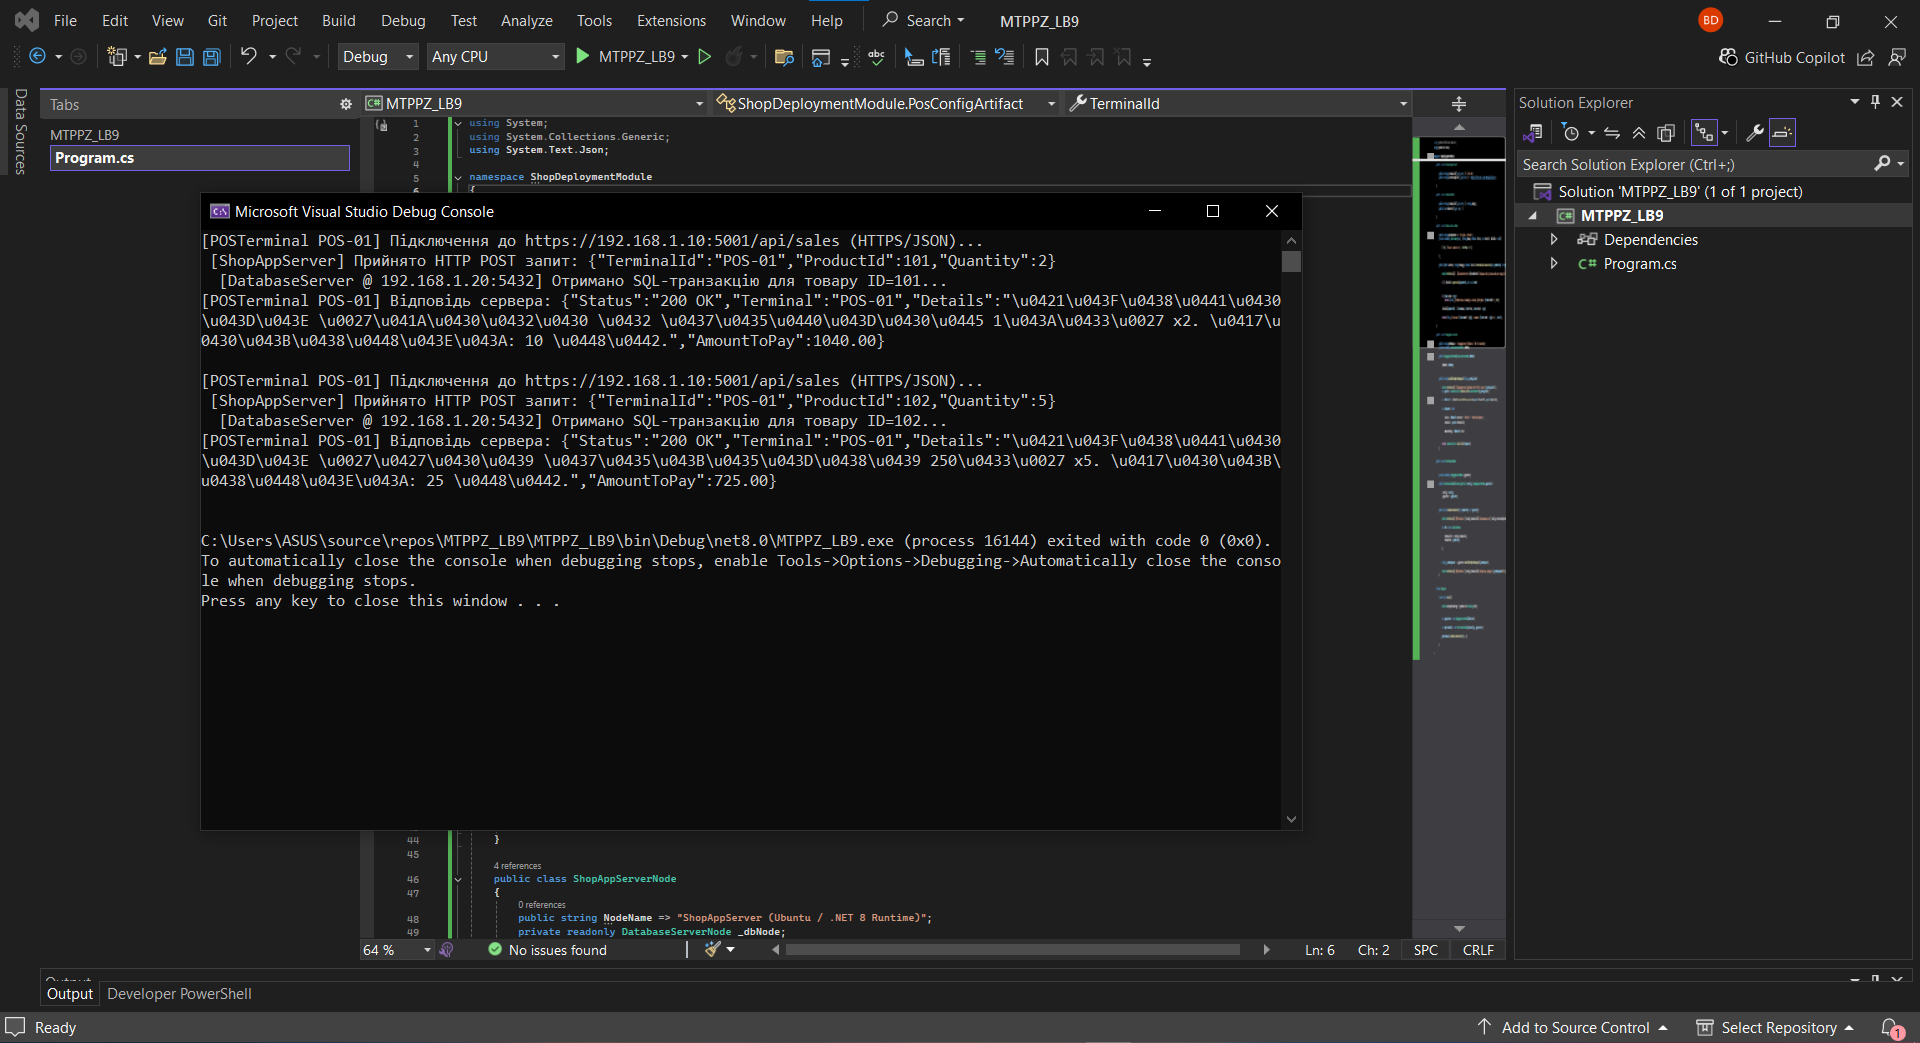 File Edit View Git Project Build Debug Test Analyze Tools Extensions Window Help Search MTPPZ_LB9 BD
Debug Any CPU MTPPZ_LB9 GitHub Copilot
Data Sources
Tabs
MTPPZ_LB9
Program.cs
MTPPZ_LB9 ShopDeploymentModule.PosConfigArtifact TerminalId
1 using System;
2 using System.Collections.Generic;
3 using System.Text.Json;
4
5 namespace ShopDeploymentModule
6 {
Microsoft Visual Studio Debug Console
[POSTerminal POS-01] Підключення до https://192.168.1.10:5001/api/sales (HTTPS/JSON)...
[ShopAppServer] Прийнято HTTP POST запит: {"TerminalId":"POS-01","ProductId":101,"Quantity":2}
[DatabaseServer @ 192.168.1.20:5432] Отримано SQL-транзакцію для товару ID=101...
[POSTerminal POS-01] Відповідь сервера: {"Status":"200 OK","Terminal":"POS-01","Details":"\u0421\u043F\u0438\u0441\u0430
\u043D\u043E \u0027\u041A\u0430\u0432\u0430 \u0432 \u0437\u0435\u0440\u043D\u0430\u0445 1\u043A\u0433\u0027 x2. \u0417\u
0430\u043B\u0438\u0448\u043E\u043A: 10 \u0448\u0442.","AmountToPay":1040.00}
[POSTerminal POS-01] Підключення до https://192.168.1.10:5001/api/sales (HTTPS/JSON)...
[ShopAppServer] Прийнято HTTP POST запит: {"TerminalId":"POS-01","ProductId":102,"Quantity":5}
[DatabaseServer @ 192.168.1.20:5432] Отримано SQL-транзакцію для товару ID=102...
[POSTerminal POS-01] Відповідь сервера: {"Status":"200 OK","Terminal":"POS-01","Details":"\u0421\u043F\u0438\u0441\u0430
\u043D\u043E \u0027\u0427\u0430\u0439 \u0437\u0435\u043B\u0435\u043D\u0438\u0439 250\u0433\u0027 x5. \u0417\u0430\u043B\
u0438\u0448\u043E\u043A: 25 \u0448\u0442.","AmountToPay":725.00}
C:\Users\ASUS\source\repos\MTPPZ_LB9\MTPPZ_LB9\bin\Debug\net8.0\MTPPZ_LB9.exe (process 16144) exited with code 0 (0x0).
To automatically close the console when debugging stops, enable Tools->Options->Debugging->Automatically close the conso
le when debugging stops.
Press any key to close this window . . .
44 }
45
4 references
46 public class ShopAppServerNode
47 {
0 references
48 public string NodeName => "ShopAppServer (Ubuntu / .NET 8 Runtime)";
49 private readonly DatabaseServerNode _dbNode;
64 % No issues found Ln: 6 Ch: 2 SPC CRLF
Solution Explorer
Search Solution Explorer (Ctrl+;)
Solution 'MTPPZ_LB9' (1 of 1 project)
MTPPZ_LB9
Dependencies
C# Program.cs
Output
Output Developer PowerShell
Ready Add to Source Control Select Repository 1